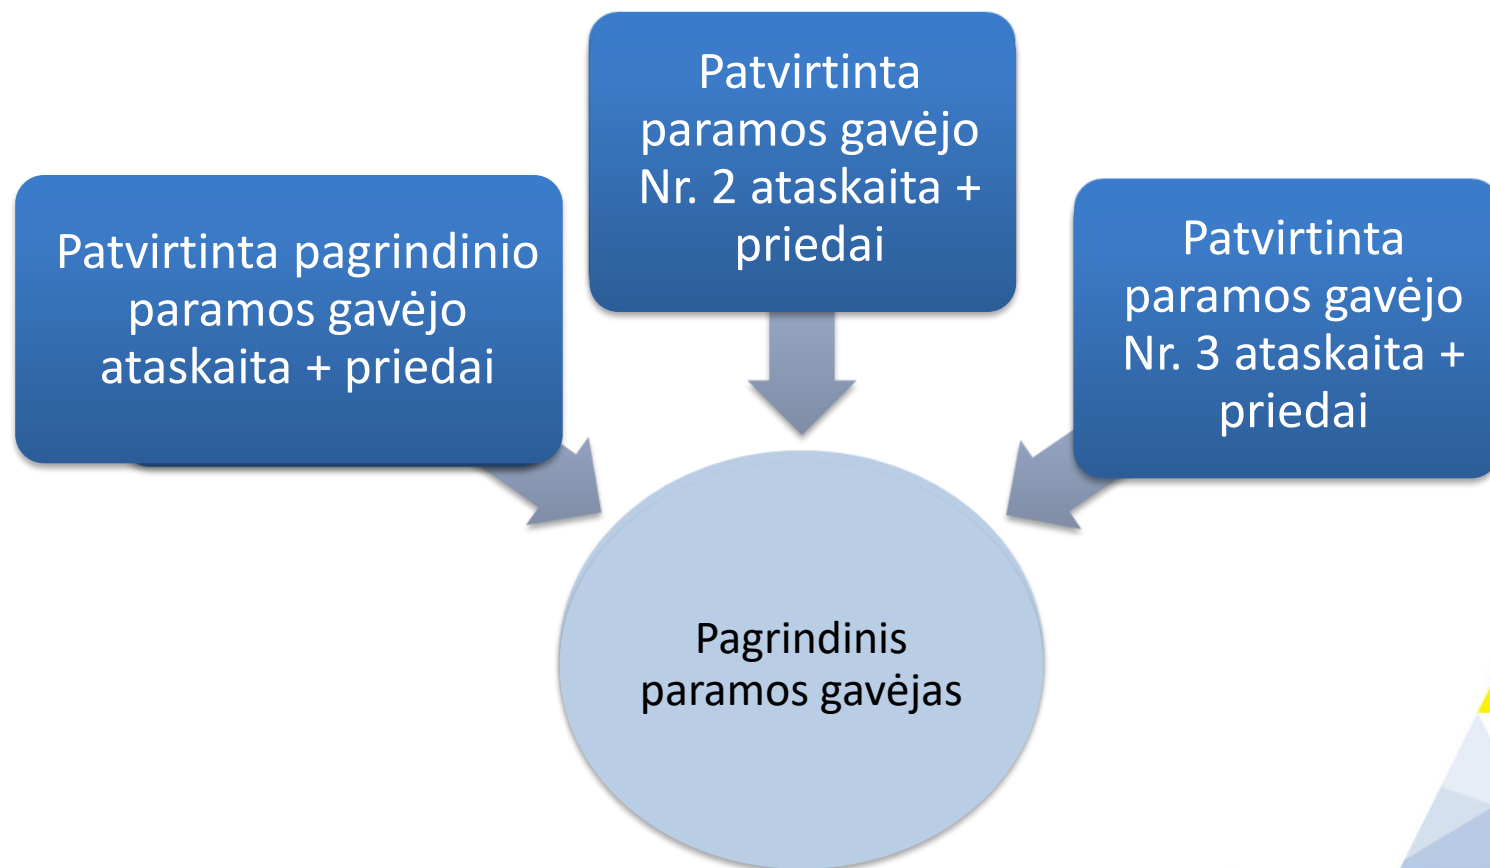 Patvirtinta pagrindinio
paramos gavėjo
ataskaita + priedai
Patvirtinta
paramos gavėjo
Nr. 2 ataskaita +
priedai
Patvirtinta
paramos gavėjo
Nr. 3 ataskaita +
priedai
Pagrindinis
paramos gavėjas